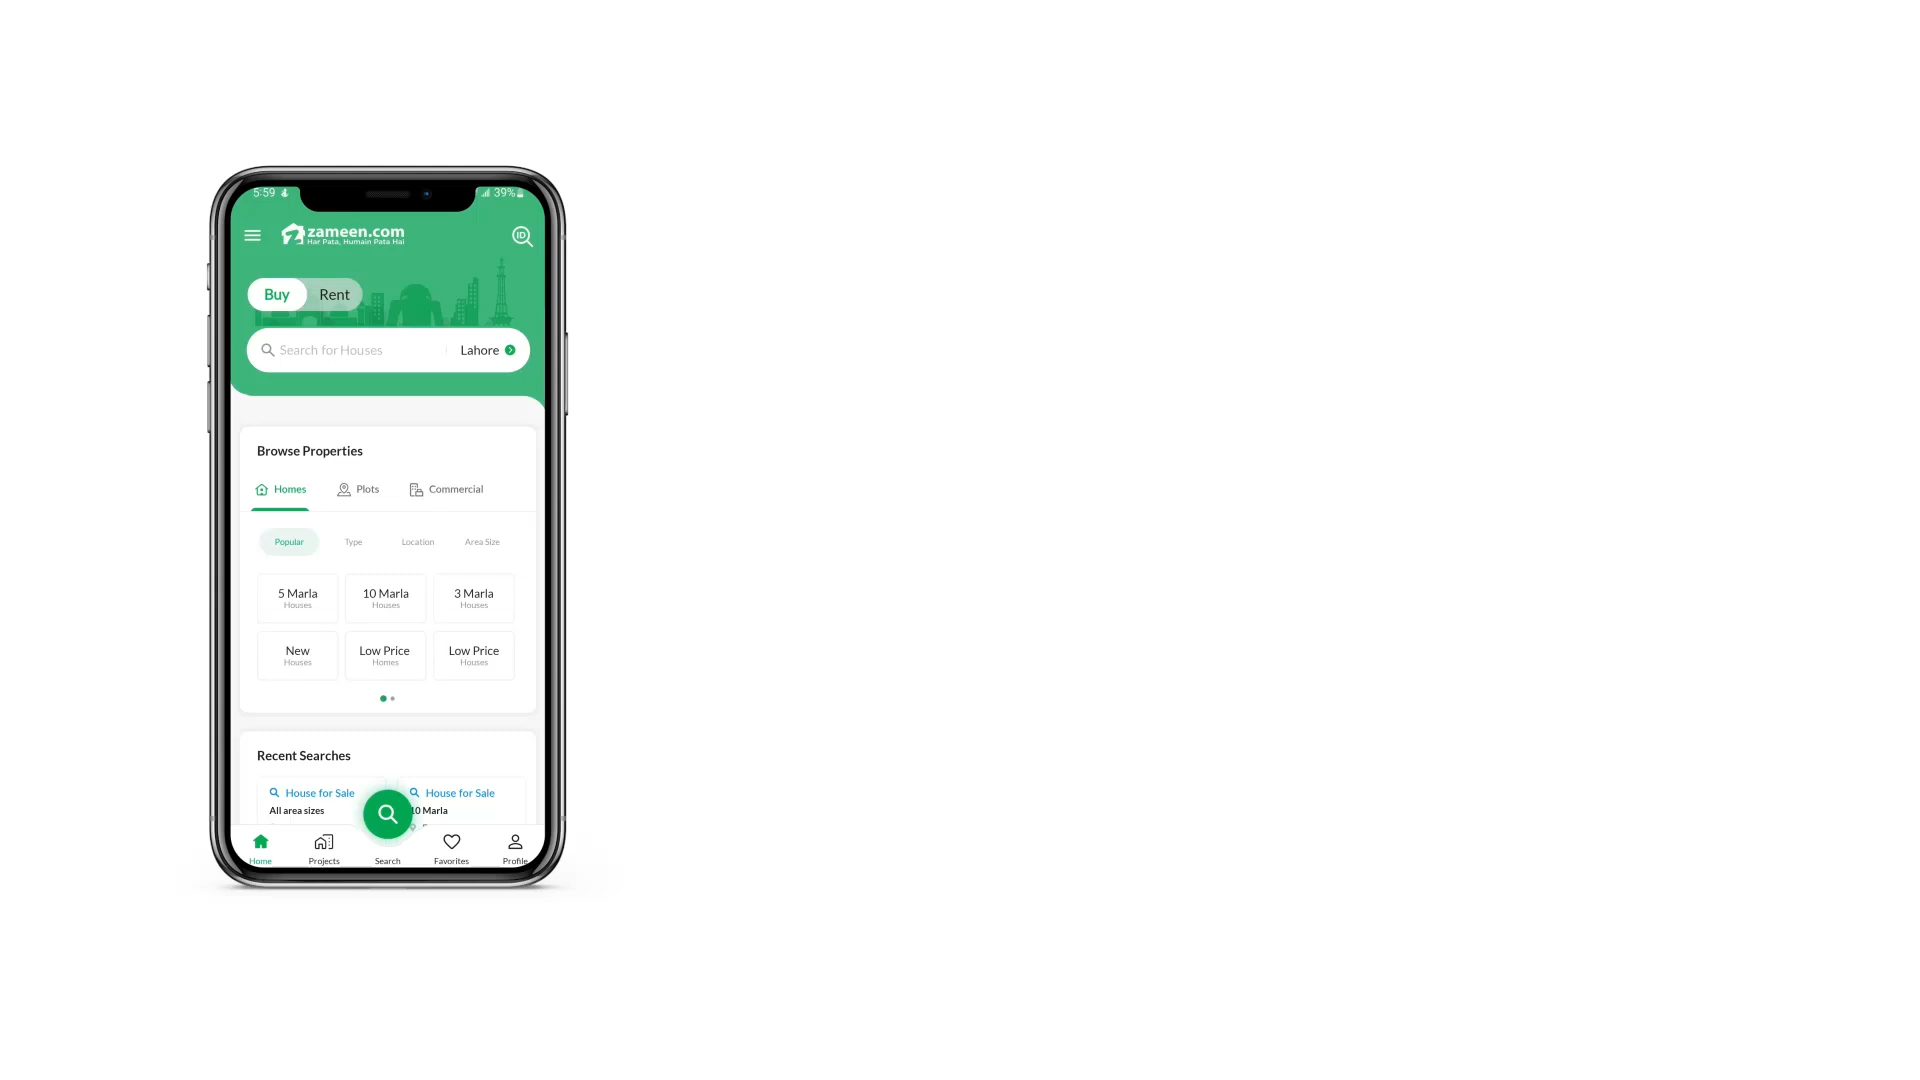 5:59
39%
zameen.com
Har Pata, Humain Pata Hai
ID
Buy Rent
Search for Houses Lahore
Browse Properties
Homes Plots Commercial
Popular Type Location Area Size
5 Marla 10 Marla 3 Marla
Houses Houses Houses
New Low Price Low Price
Houses Homes Houses
Recent Searches
House for Sale House for Sale
All area sizes 10 Marla
Home Projects Search Favorites Profile